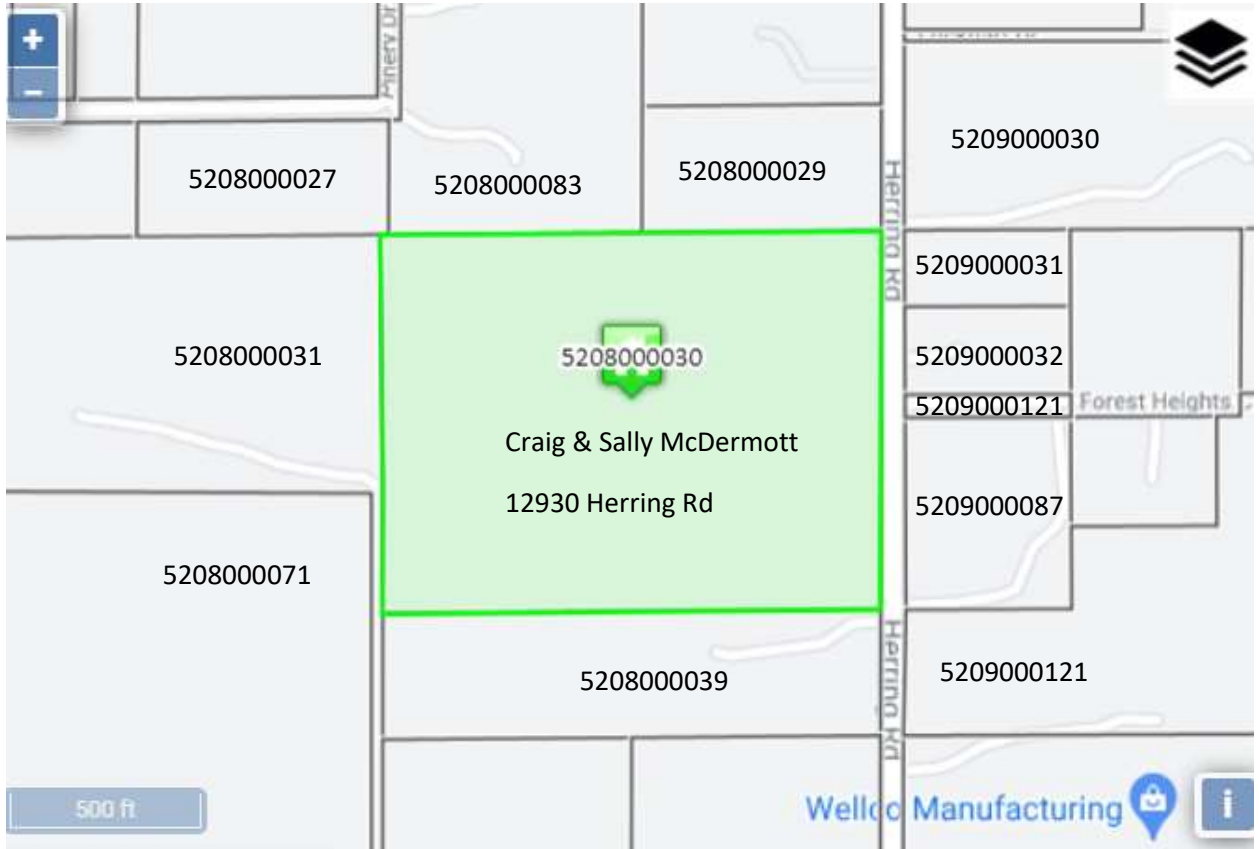 +
−
Pinery Dr
5209000030
5208000027
5208000083
5208000029
Herring Rd
5209000031
5208000031
5208000030
5209000032
5209000121
Forest Heights
Craig & Sally McDermott
12930 Herring Rd
5209000087
5208000071
5208000039
Herring Rd
5209000121
500 ft
Wellco Manufacturing
i